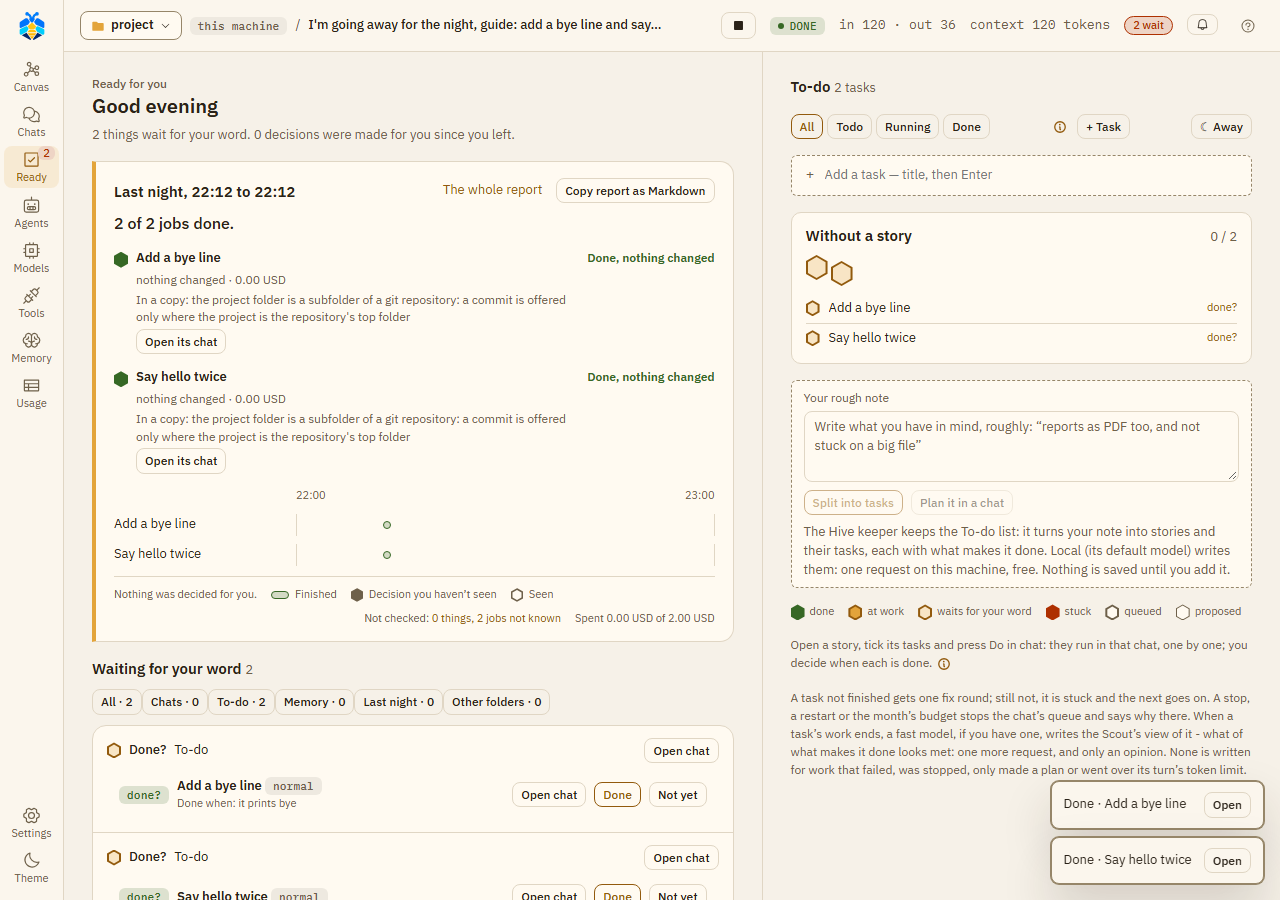 project
this machine / I'm going away for the night, guide: add a bye line and say...
DONE in 120 · out 36 context 120 tokens 2 wait
Canvas
Chats
2
Ready
Agents
Models
Tools
Memory
Usage
Settings
Theme
Ready for you
Good evening
2 things wait for your word. 0 decisions were made for you since you left.
Last night, 22:12 to 22:12 The whole report Copy report as Markdown
2 of 2 jobs done.
Add a bye line Done, nothing changed
nothing changed · 0.00 USD
In a copy: the project folder is a subfolder of a git repository: a commit is offered
only where the project is the repository's top folder
Open its chat
Say hello twice Done, nothing changed
nothing changed · 0.00 USD
In a copy: the project folder is a subfolder of a git repository: a commit is offered
only where the project is the repository's top folder
Open its chat
22:00 23:00
Add a bye line
Say hello twice
Nothing was decided for you. Finished Decision you haven't seen Seen
Not checked: 0 things, 2 jobs not known Spent 0.00 USD of 2.00 USD
Waiting for your word 2
All · 2 Chats · 0 To-do · 2 Memory · 0 Last night · 0 Other folders · 0
Done? To-do Open chat
done? Add a bye line normal Open chat Done Not yet
Done when: it prints bye
Done? To-do Open chat
done? Say hello twice normal Open chat Done Not yet
To-do 2 tasks
All Todo Running Done + Task Away
+ Add a task — title, then Enter
Without a story 0 / 2
Add a bye line done?
Say hello twice done?
Your rough note
Write what you have in mind, roughly: “reports as PDF too, and not
stuck on a big file”
Split into tasks Plan it in a chat
The Hive keeper keeps the To-do list: it turns your note into stories and
their tasks, each with what makes it done. Local (its default model) writes
them: one request on this machine, free. Nothing is saved until you add it.
done at work waits for your word stuck queued proposed
Open a story, tick its tasks and press Do in chat: they run in that chat, one by one; you
decide when each is done.
A task not finished gets one fix round; still not, it is stuck and the next goes on. A stop,
a restart or the month’s budget stops the chat’s queue and says why there. When a
task’s work ends, a fast model, if you have one, writes the Scout’s view of it - what of
what makes it done looks met: one more request, and only an opinion. None is written
for work that failed, was stopped, only made a plan or went over its turn’s token limit.
Done · Add a bye line Open
Done · Say hello twice Open